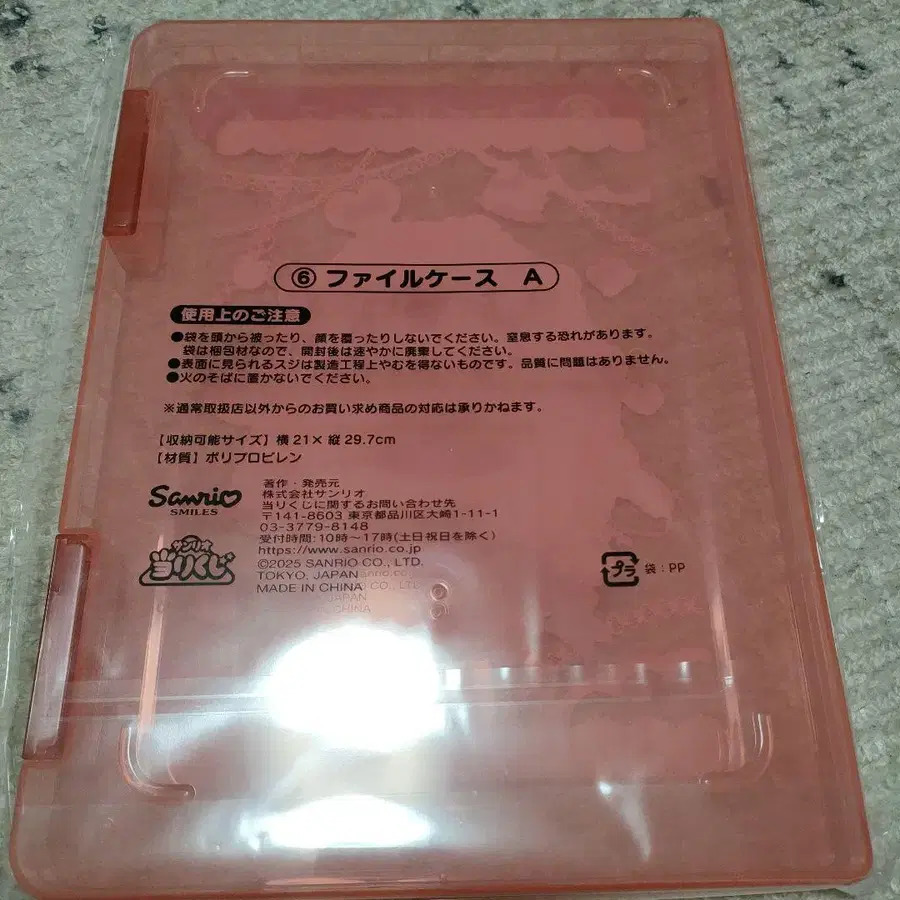 ⑥ ファイルケース A
使用上のご注意
●袋を頭から被ったり、顔を覆ったりしないでください。窒息する恐れがあります。
袋は梱包材なので、開封後は速やかに廃棄してください。
●表面に見られるスジは製造工程上やむを得ないものです。品質に問題はありません。
●火のそばに置かないでください。
※通常取扱店以外からのお買い求め商品の対応は承りかねます。
【収納可能サイズ】横21×縦29.7cm
【材質】ポリプロピレン
Sanrio
SMILES
サンリオ
当りくじ
著作・発売元
株式会社サンリオ
当りくじに関するお問い合わせ先
〒141-8603 東京都品川区大崎1-11-1
03-3779-8148
受付時間:10時～17時(土日祝日を除く)
https://www.sanrio.co.jp
©2025 SANRIO CO., LTD.
TOKYO, JAPAN
MADE IN CHINA
プラ 袋:PP